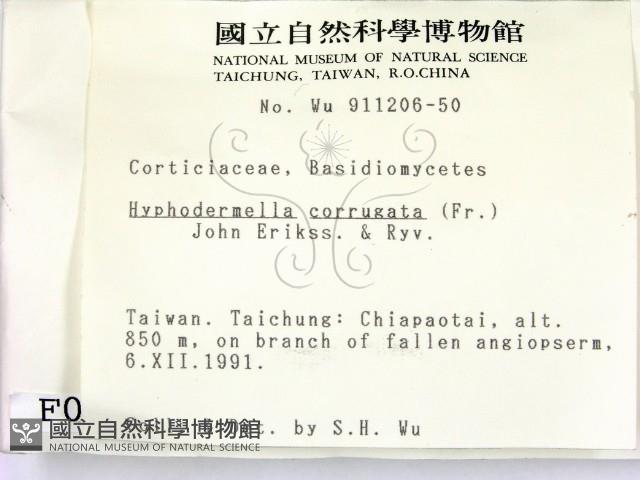 國立自然科學博物館
NATIONAL MUSEUM OF NATURAL SCIENCE
TAICHUNG, TAIWAN, R.O.CHINA
No. Wu 911206-50
Corticiaceae, Basidiomycetes
Hyphodermella corrugata (Fr.)
John Erikss. & Ryv.
Taiwan. Taichung: Chiapaotai, alt.
850 m, on branch of fallen angiopserm,
6.XII.1991.
by S.H. Wu
F0
國立自然科學博物館
NATIONAL MUSEUM OF NATURAL SCIENCE